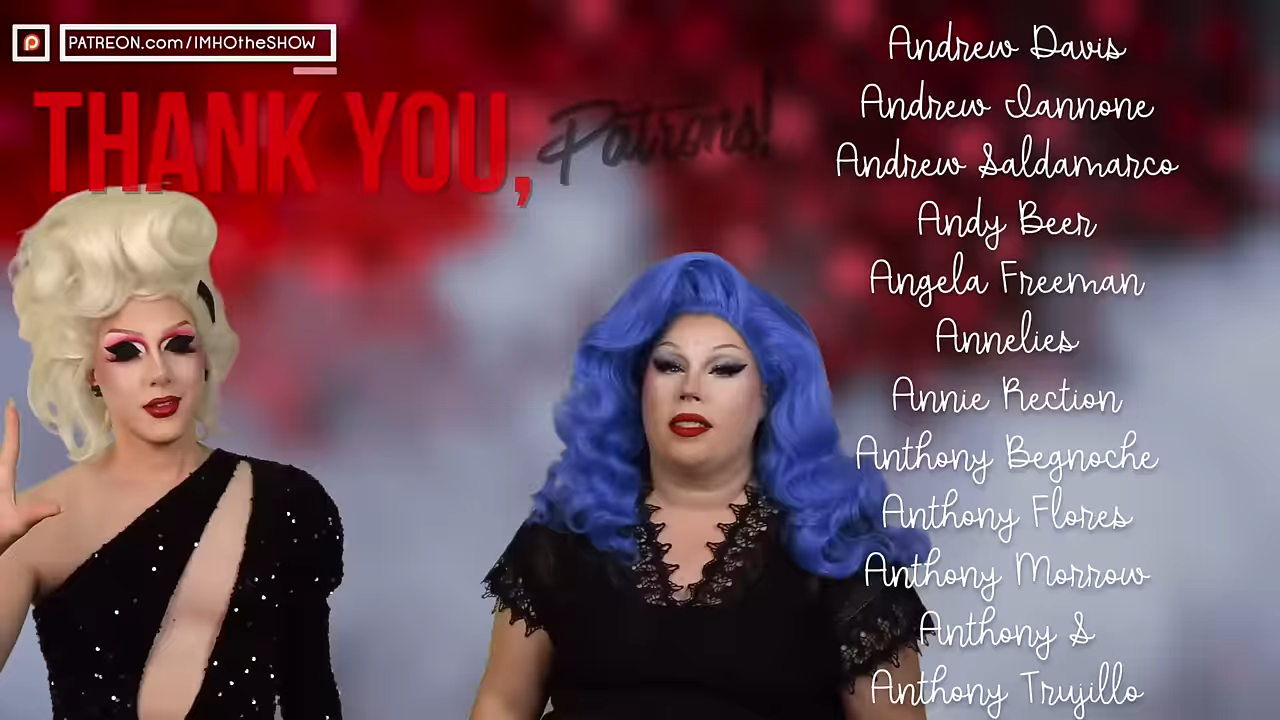 PATREON.com/IMHOtheSHOW
THANK YOU, Patrons!
Andrew Davis
Andrew Iannone
Andrew Saldamarco
Andy Beer
Angela Freeman
Annelies
Annie Rection
Anthony Begnoche
Anthony Flores
Anthony Morrow
Anthony S
Anthony Trujillo